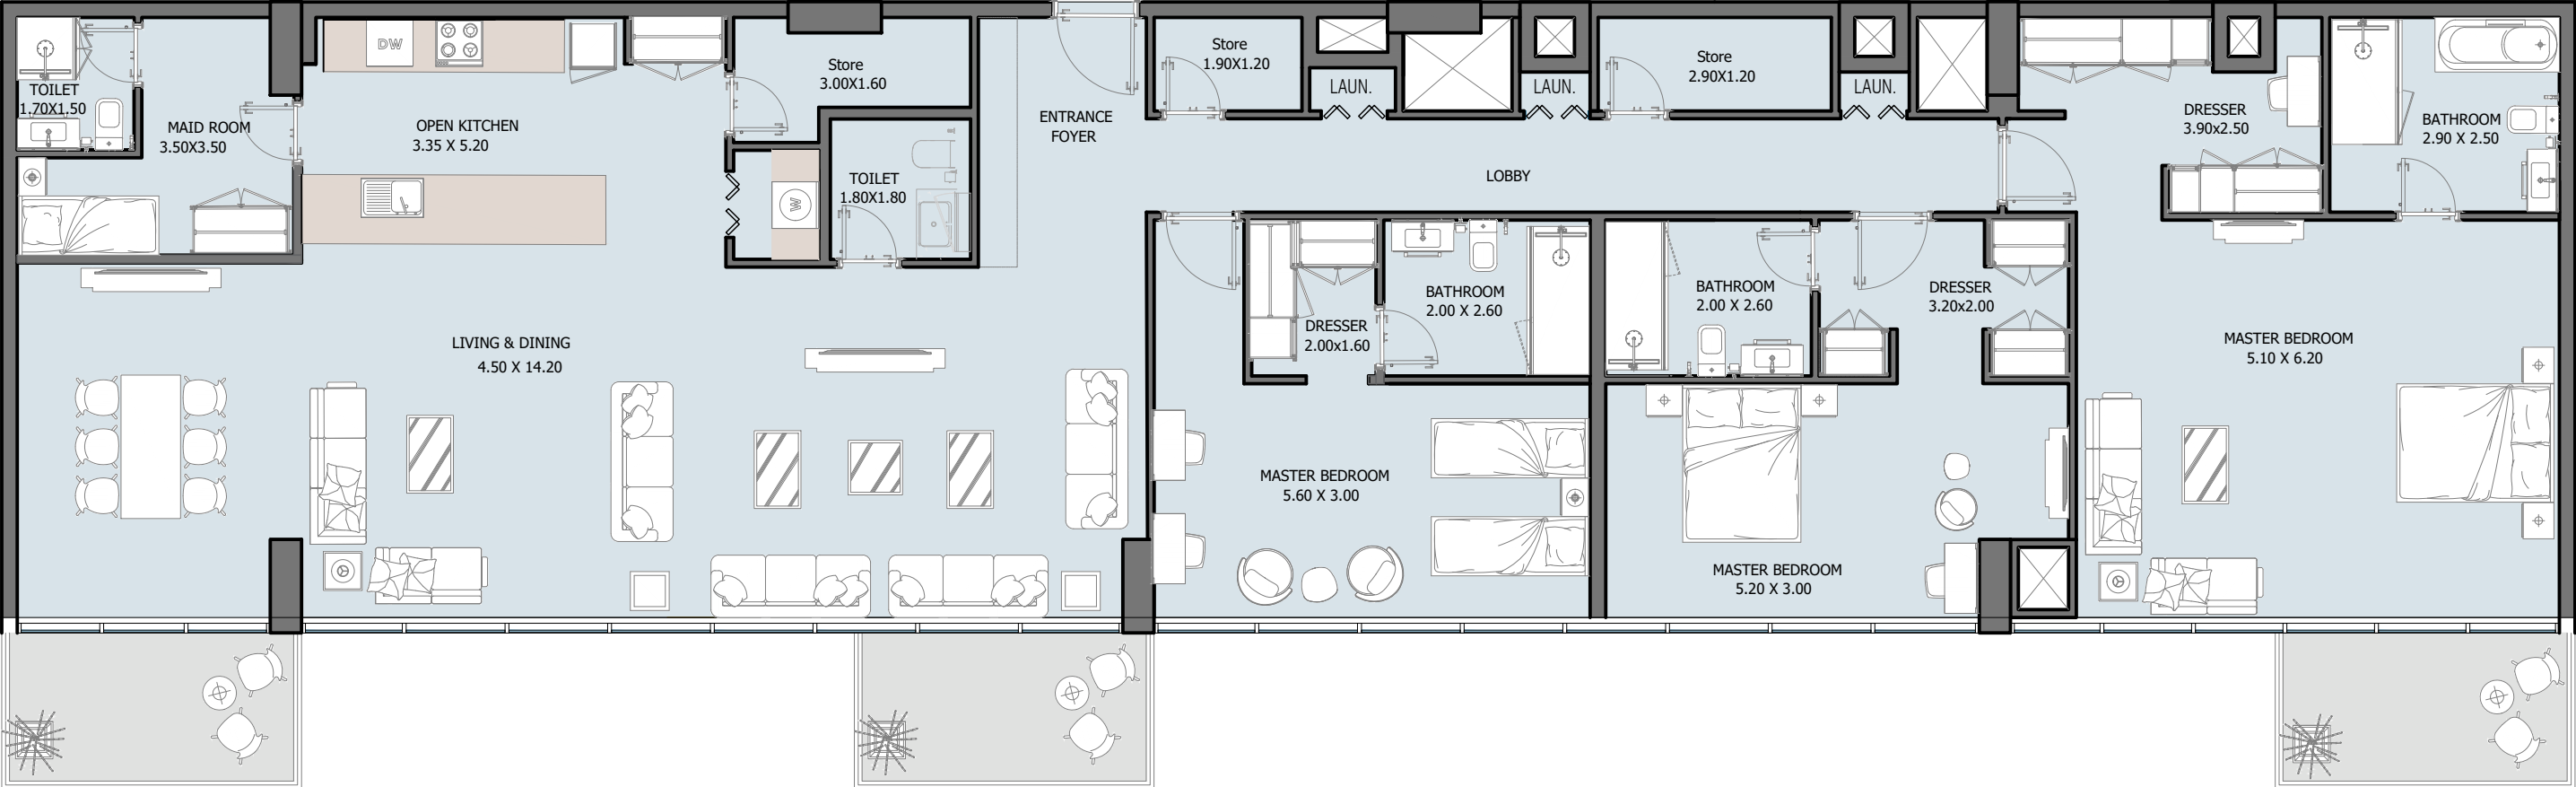 TOILET
1.70X1.50
MAID ROOM
3.50X3.50
DW
OPEN KITCHEN
3.35 X 5.20
Store
3.00X1.60
W
TOILET
1.80X1.80
ENTRANCE
FOYER
Store
1.90X1.20
LAUN.
LAUN.
Store
2.90X1.20
LAUN.
LOBBY
DRESSER
3.90x2.50
BATHROOM
2.90 X 2.50
LIVING & DINING
4.50 X 14.20
DRESSER
2.00x1.60
BATHROOM
2.00 X 2.60
BATHROOM
2.00 X 2.60
DRESSER
3.20x2.00
MASTER BEDROOM
5.10 X 6.20
MASTER BEDROOM
5.60 X 3.00
MASTER BEDROOM
5.20 X 3.00